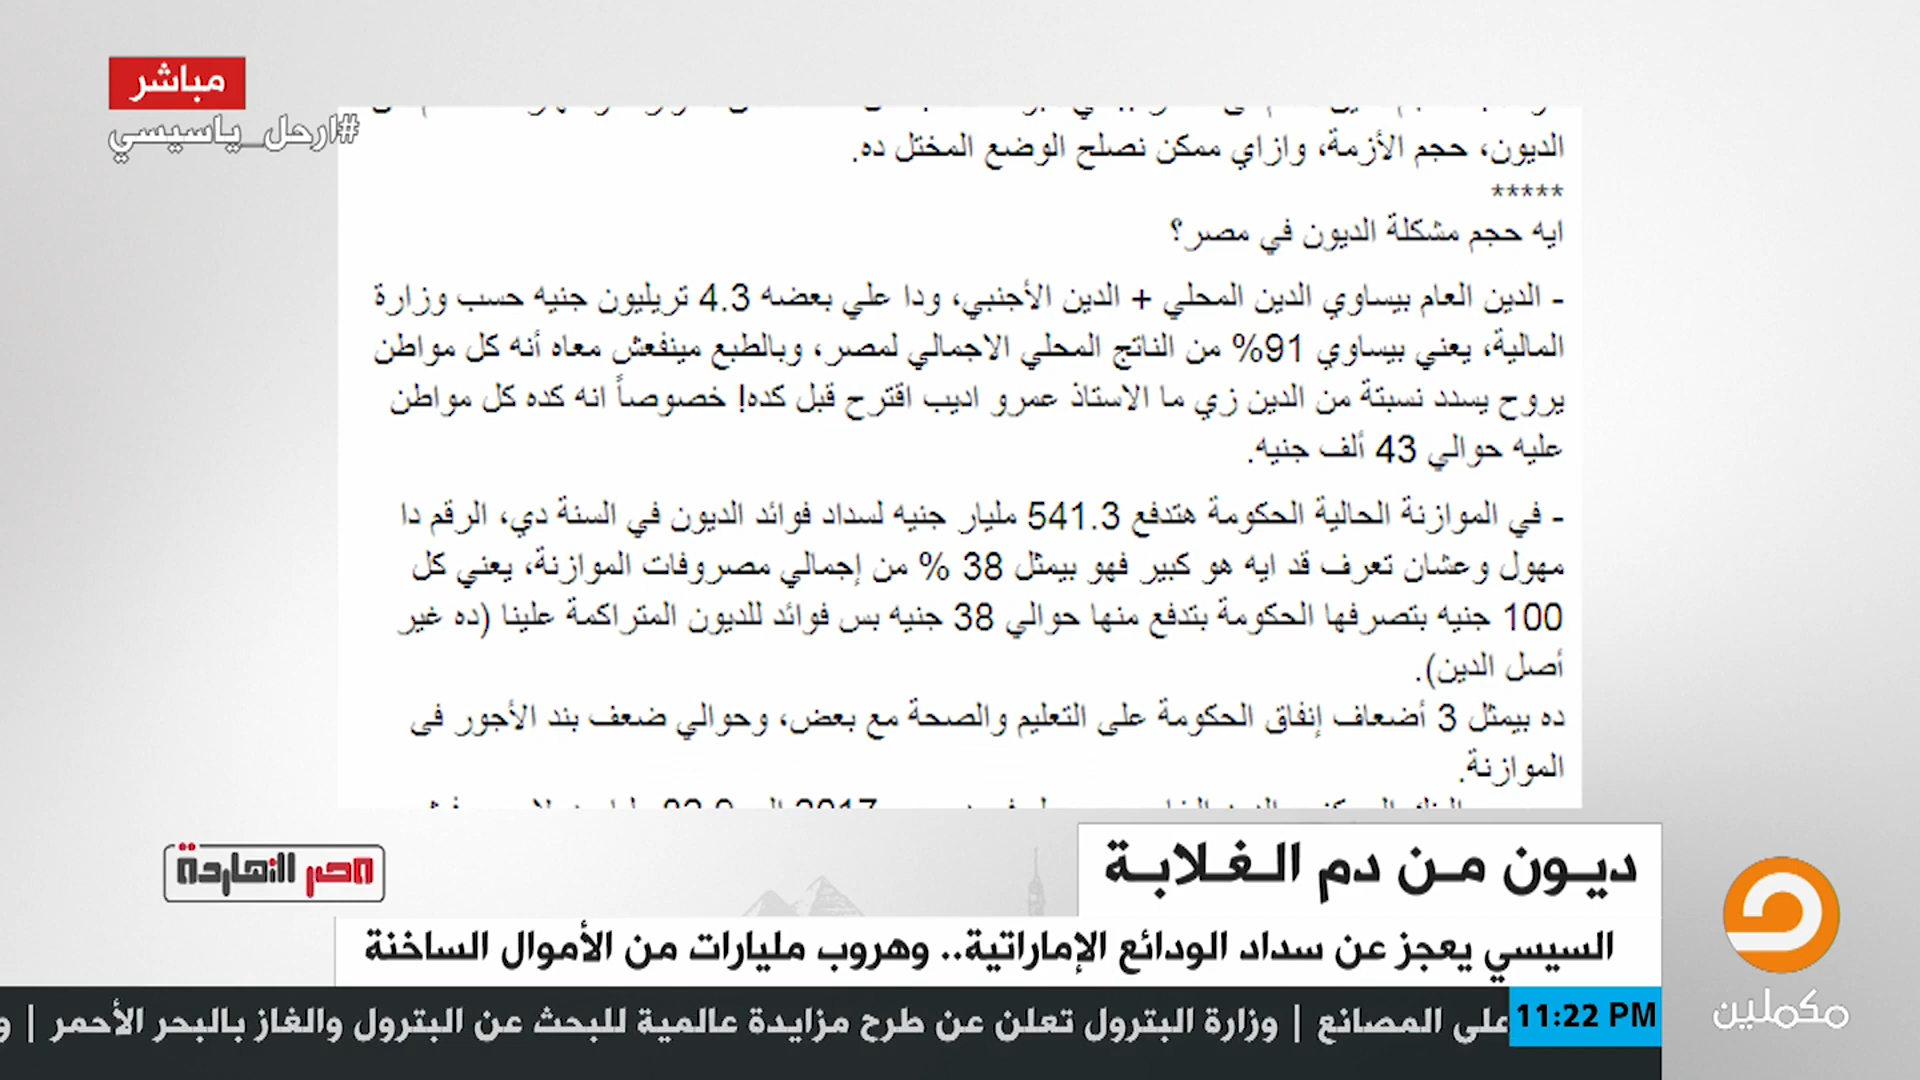 مباشر
#ارحل_ياسيسي
الديون، حجم الأزمة، وازاي ممكن نصلح الوضع المختل ده.
*****
ايه حجم مشكلة الديون في مصر؟
- الدين العام بيساوي الدين المحلي + الدين الأجنبي، ودا علي بعضه 4.3 تريليون جنيه حسب وزارة
المالية، يعني بيساوي 91% من الناتج المحلي الاجمالي لمصر، وبالطبع مينفعش معاه أنه كل مواطن
يروح يسدد نسبتة من الدين زي ما الاستاذ عمرو اديب اقترح قبل كده! خصوصاً انه كده كل مواطن
عليه حوالي 43 ألف جنيه.
- في الموازنة الحالية الحكومة هتدفع 541.3 مليار جنيه لسداد فوائد الديون في السنة دي، الرقم دا
مهول وعشان تعرف قد ايه هو كبير فهو بيمثل 38 % من إجمالي مصروفات الموازنة، يعني كل
100 جنيه بتصرفها الحكومة بتدفع منها حوالي 38 جنيه بس فوائد للديون المتراكمة علينا (ده غير
أصل الدين).
ده بيمثل 3 أضعاف إنفاق الحكومة على التعليم والصحة مع بعض، وحوالي ضعف بند الأجور فى
الموازنة.
ديـون مـن دم الـغـلابـة
مصر النهاردة
السيسي يعجز عن سداد الودائع الإماراتية.. وهروب مليارات من الأموال الساخنة
11:22 PM
على المصانع | وزارة البترول تعلن عن طرح مزايدة عالمية للبحث عن البترول والغاز بالبحر الأحمر | و
مكملين